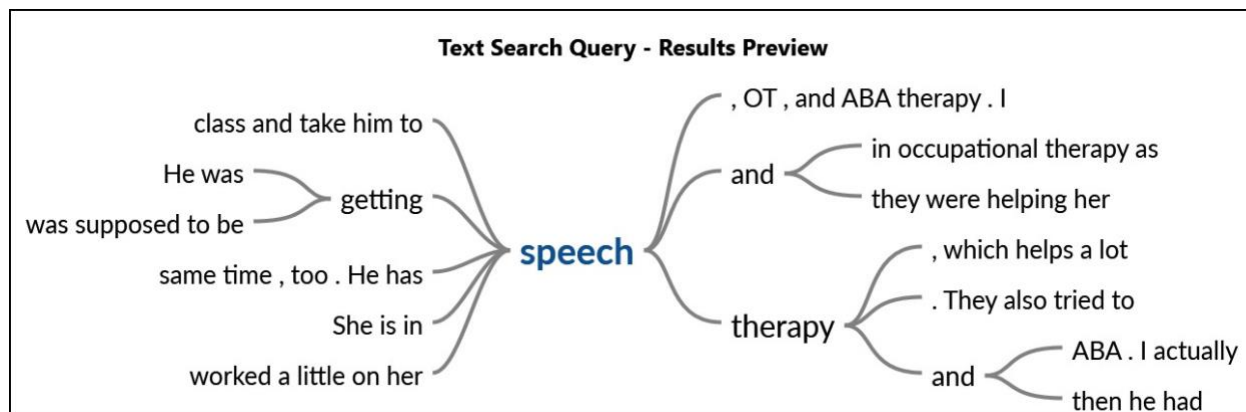 Text Search Query - Results Preview
class and take him to
He was
was supposed to be
getting
same time , too . He has
She is in
worked a little on her
speech
, OT , and ABA therapy . I
and
in occupational therapy as
they were helping her
therapy
, which helps a lot
. They also tried to
and
ABA . I actually
then he had